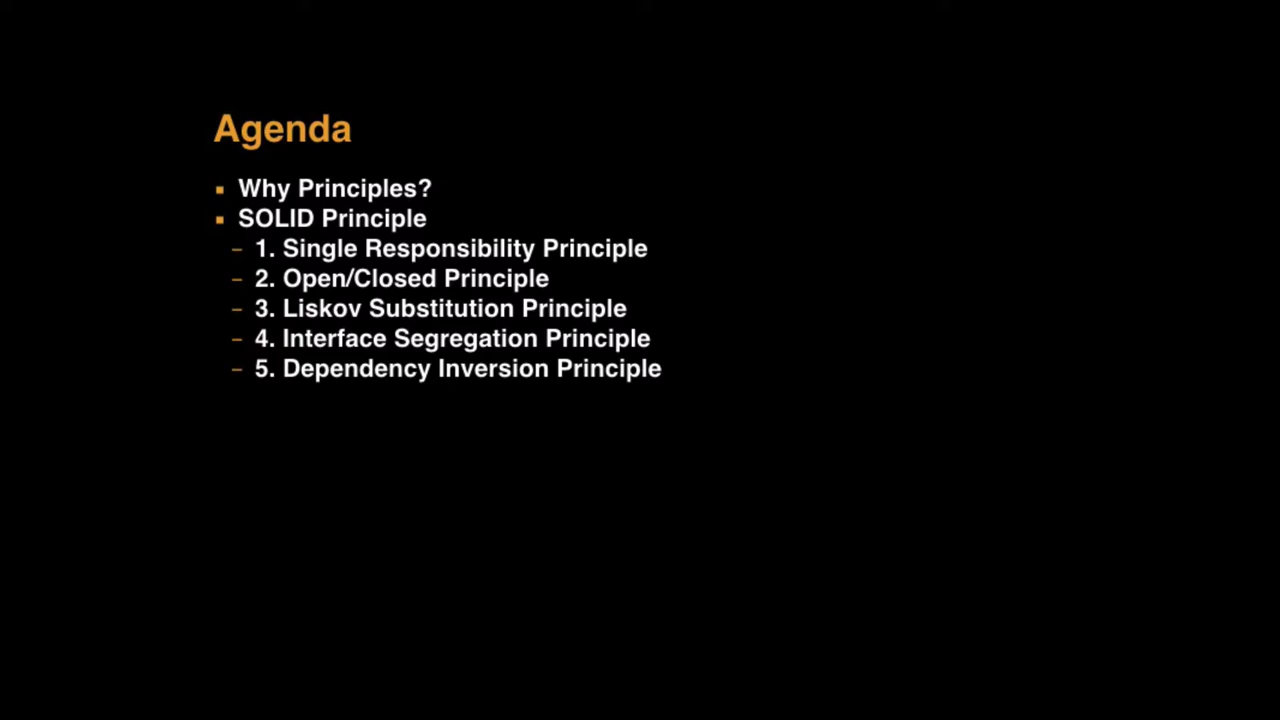 Agenda
▪ Why Principles?
▪ SOLID Principle
– 1. Single Responsibility Principle
– 2. Open/Closed Principle
– 3. Liskov Substitution Principle
– 4. Interface Segregation Principle
– 5. Dependency Inversion Principle